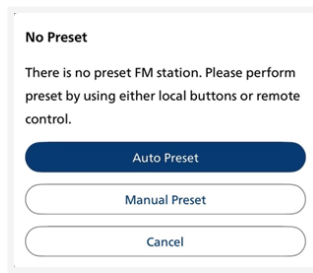 No Preset
There is no preset FM station. Please perform
preset by using either local buttons or remote
control.
Auto Preset
Manual Preset
Cancel